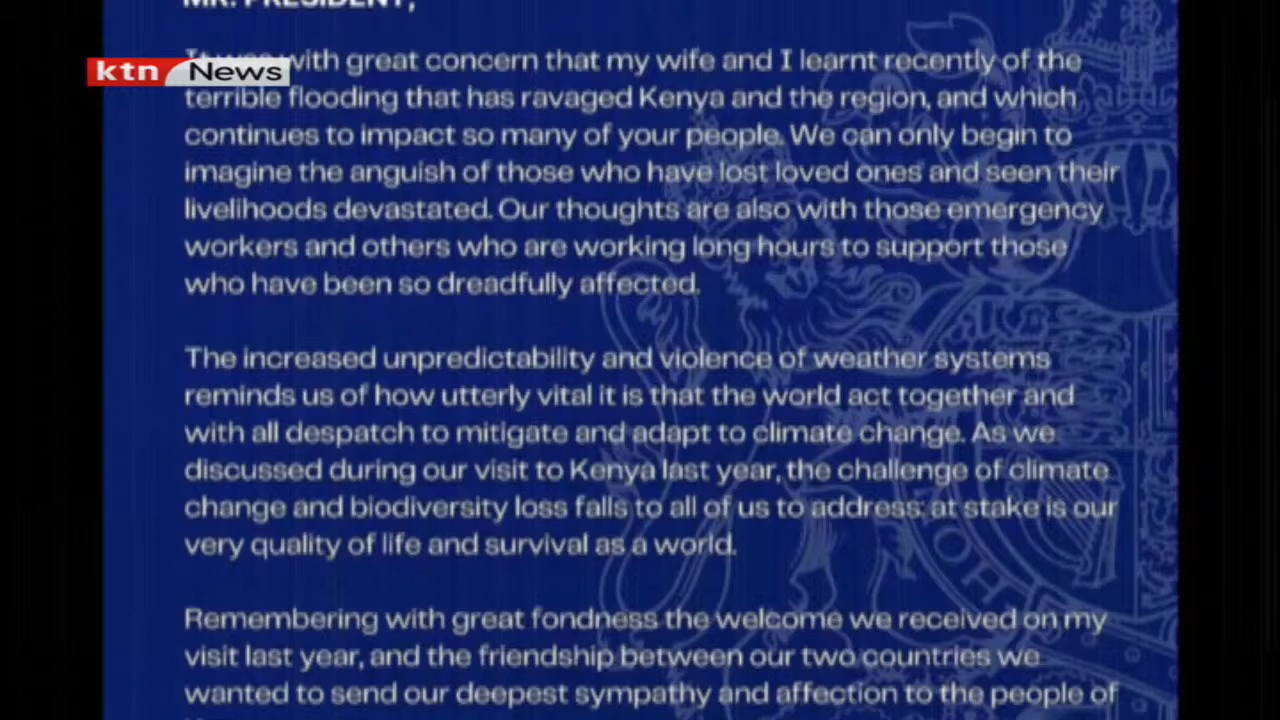 MR. PRESIDENT,
ktn News
It was with great concern that my wife and I learnt recently of the
terrible flooding that has ravaged Kenya and the region, and which
continues to impact so many of your people. We can only begin to
imagine the anguish of those who have lost loved ones and seen their
livelihoods devastated. Our thoughts are also with those emergency
workers and others who are working long hours to support those
who have been so dreadfully affected.
The increased unpredictability and violence of weather systems
reminds us of how utterly vital it is that the world act together and
with all despatch to mitigate and adapt to climate change. As we
discussed during our visit to Kenya last year, the challenge of climate
change and biodiversity loss falls to all of us to address: at stake is our
very quality of life and survival as a world.
Remembering with great fondness the welcome we received on my
visit last year, and the friendship between our two countries we
wanted to send our deepest sympathy and affection to the people of